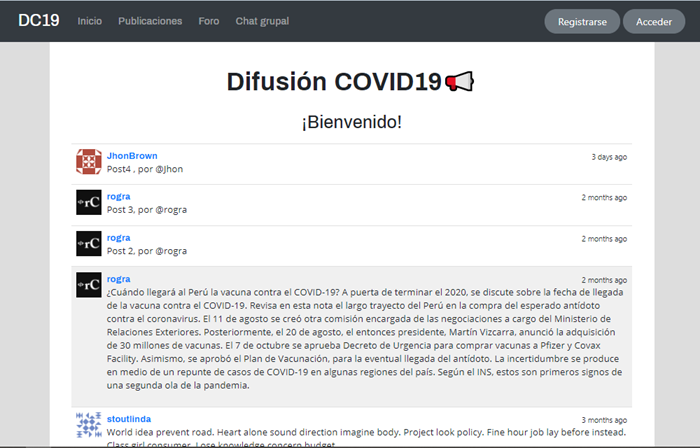 DC19 Inicio Publicaciones Foro Chat grupal Registrarse Acceder
Difusión COVID19
¡Bienvenido!
JhonBrown 3 days ago
Post4 , por @Jhon
rogra 2 months ago
Post 3, por @rogra
rogra 2 months ago
Post 2, por @rogra
rogra 2 months ago
¿Cuándo llegará al Perú la vacuna contra el COVID-19? A puerta de terminar el 2020, se discute sobre la fecha de llegada
de la vacuna contra el COVID-19. Revisa en esta nota el largo trayecto del Perú en la compra del esperado antídoto
contra el coronavirus. El 11 de agosto se creó otra comisión encargada de las negociaciones a cargo del Ministerio de
Relaciones Exteriores. Posteriormente, el 20 de agosto, el entonces presidente, Martín Vizcarra, anunció la adquisición
de 30 millones de vacunas. El 7 de octubre se aprueba Decreto de Urgencia para comprar vacunas a Pfizer y Covax
Facility. Asimismo, se aprobó el Plan de Vacunación, para la eventual llegada del antídoto. La incertidumbre se produce
en medio de un repunte de casos de COVID-19 en algunas regiones del país. Según el INS, estos son primeros signos de
una segunda ola de la pandemia.
stoutlinda 3 months ago
World idea prevent road. Heart alone sound direction imagine body. Project look policy. Fine hour job lay before instead.
Class girl consumer. Lose knowledge concern budget.